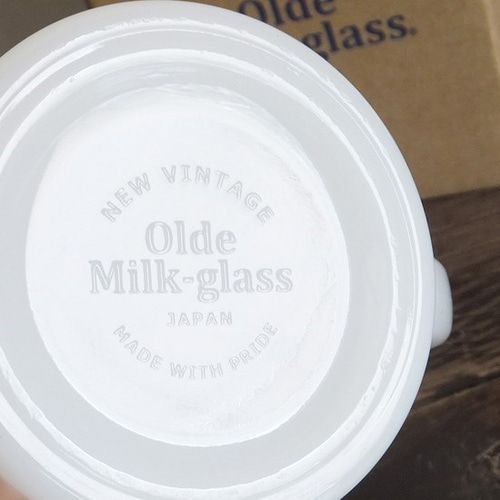 Olde
glass.
NEW VINTAGE
Olde
Milk-glass
JAPAN
MADE WITH PRIDE